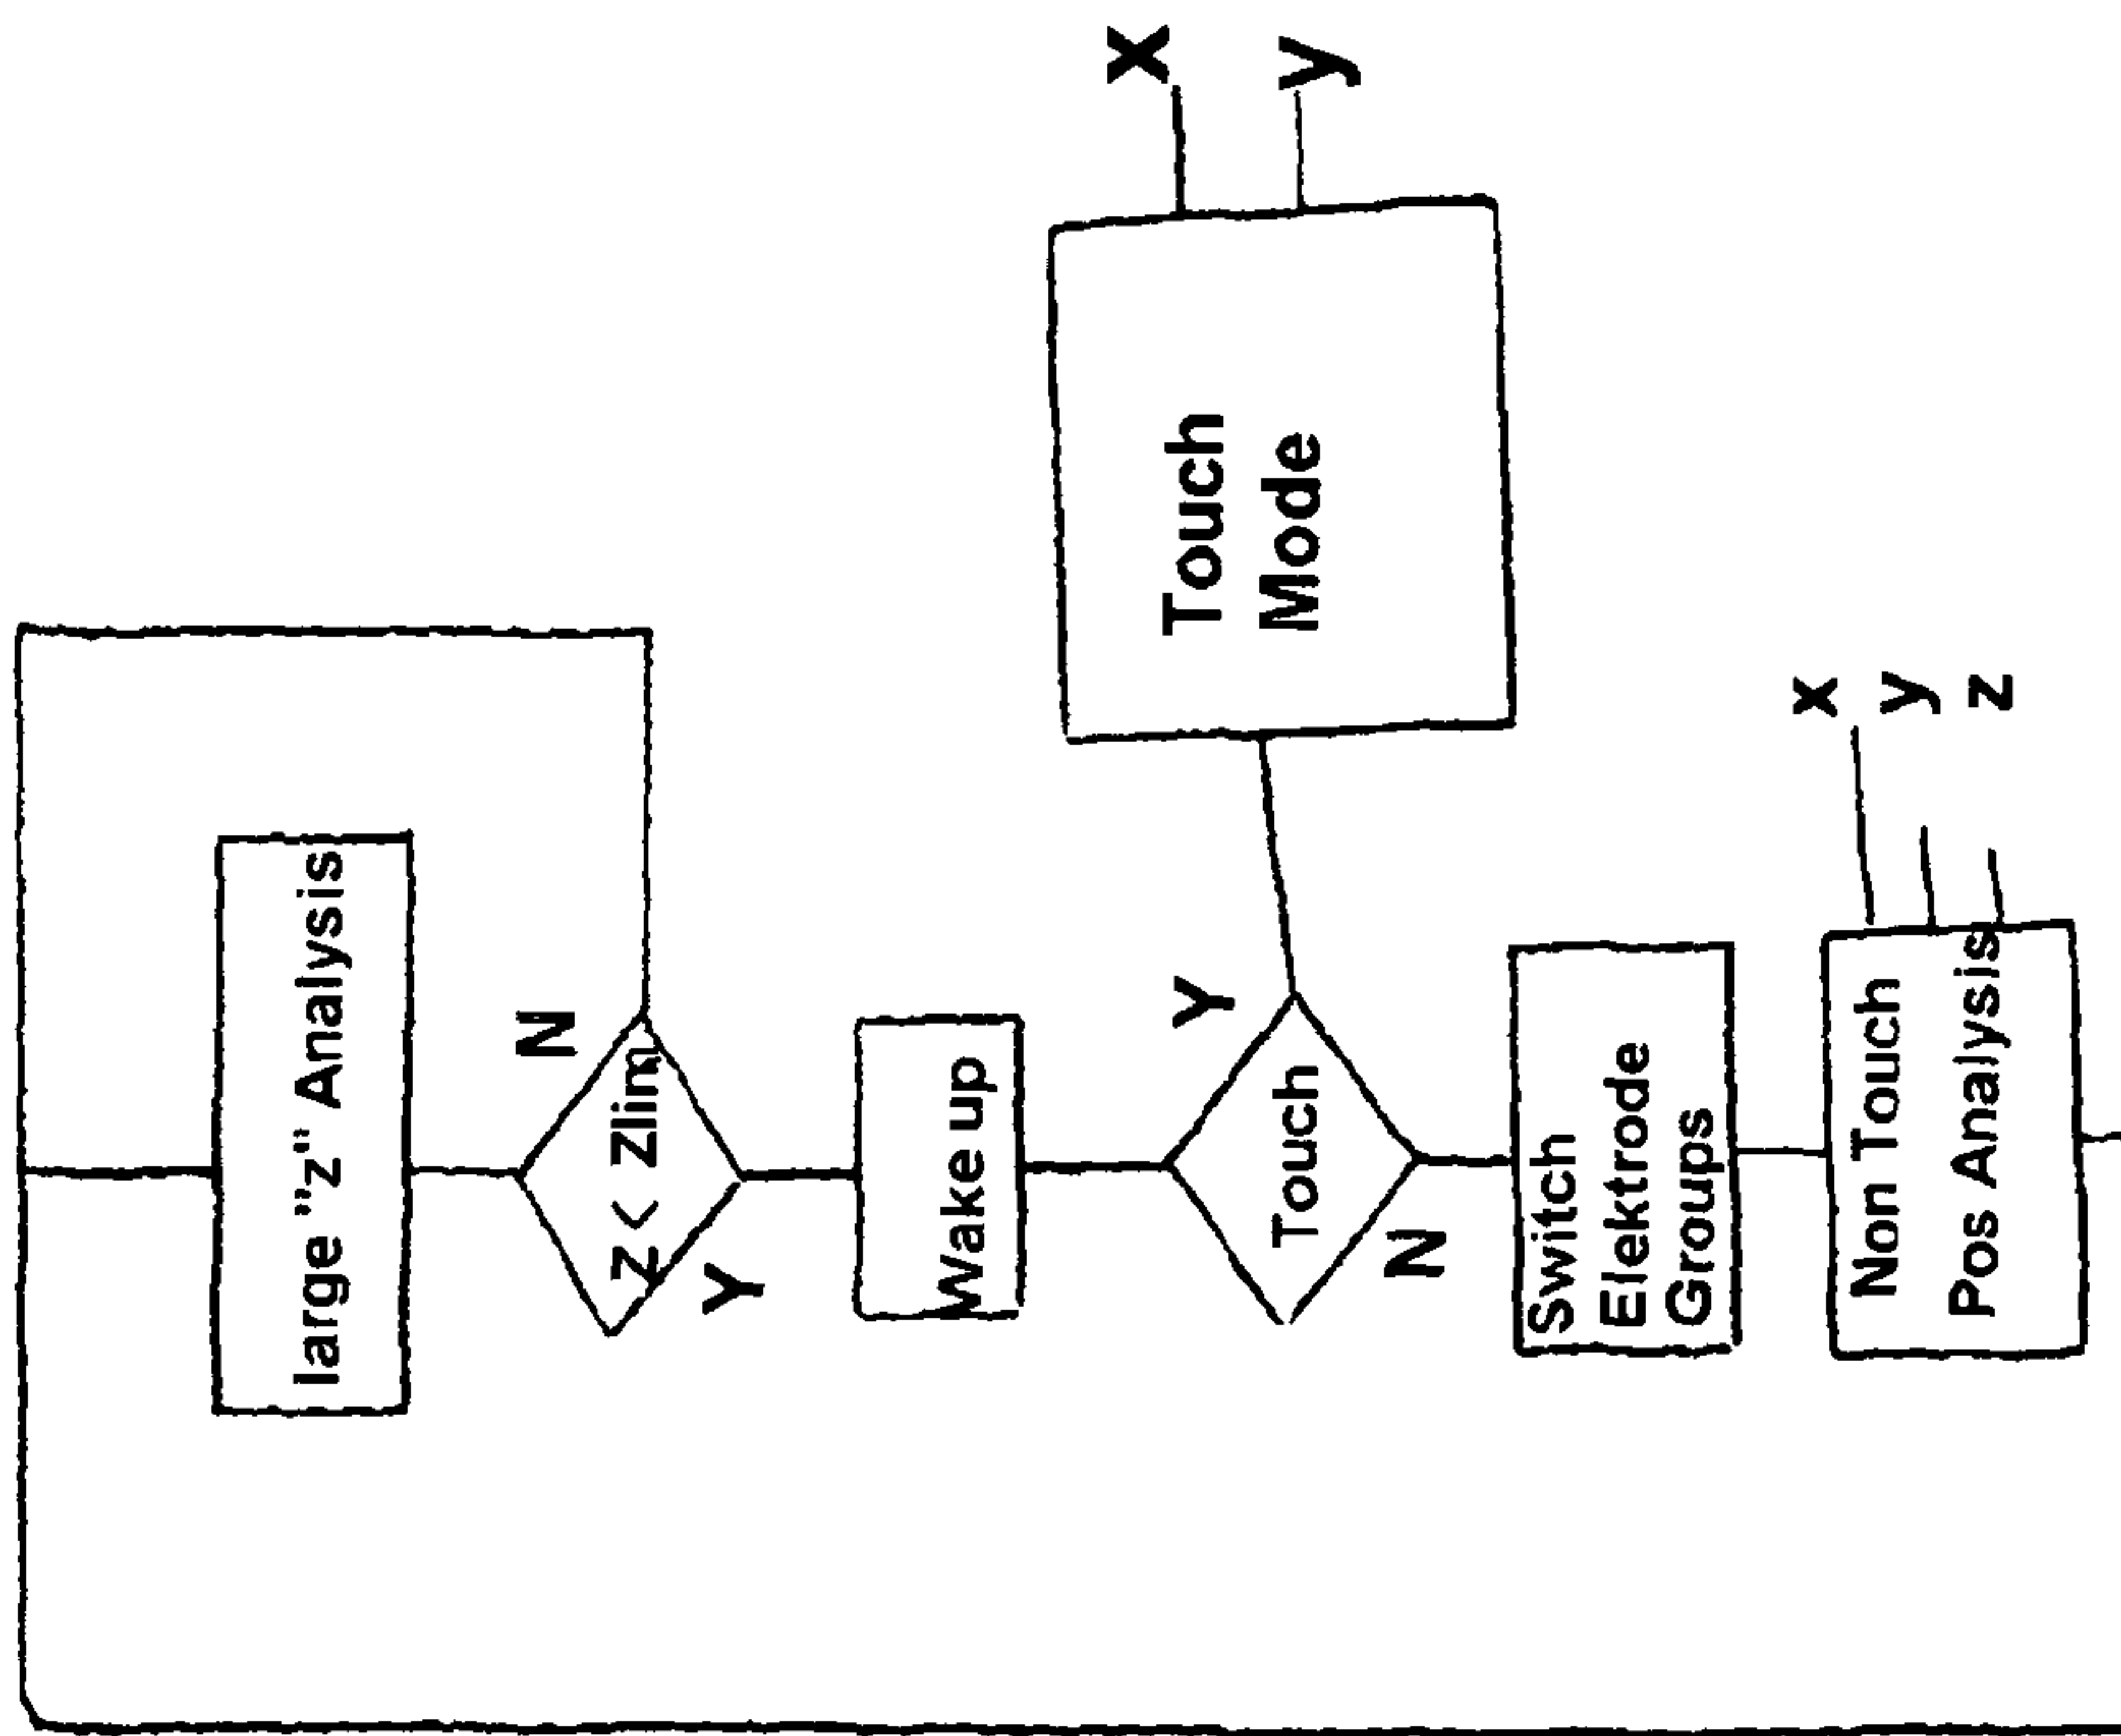 large "z" Analysis
N
Z < Zlim
Y
Wake up
Y
Touch
N
Touch
Mode
X
y
Switch
Elektrode
Groups
Non Touch
Pos Analysis
x
y
z